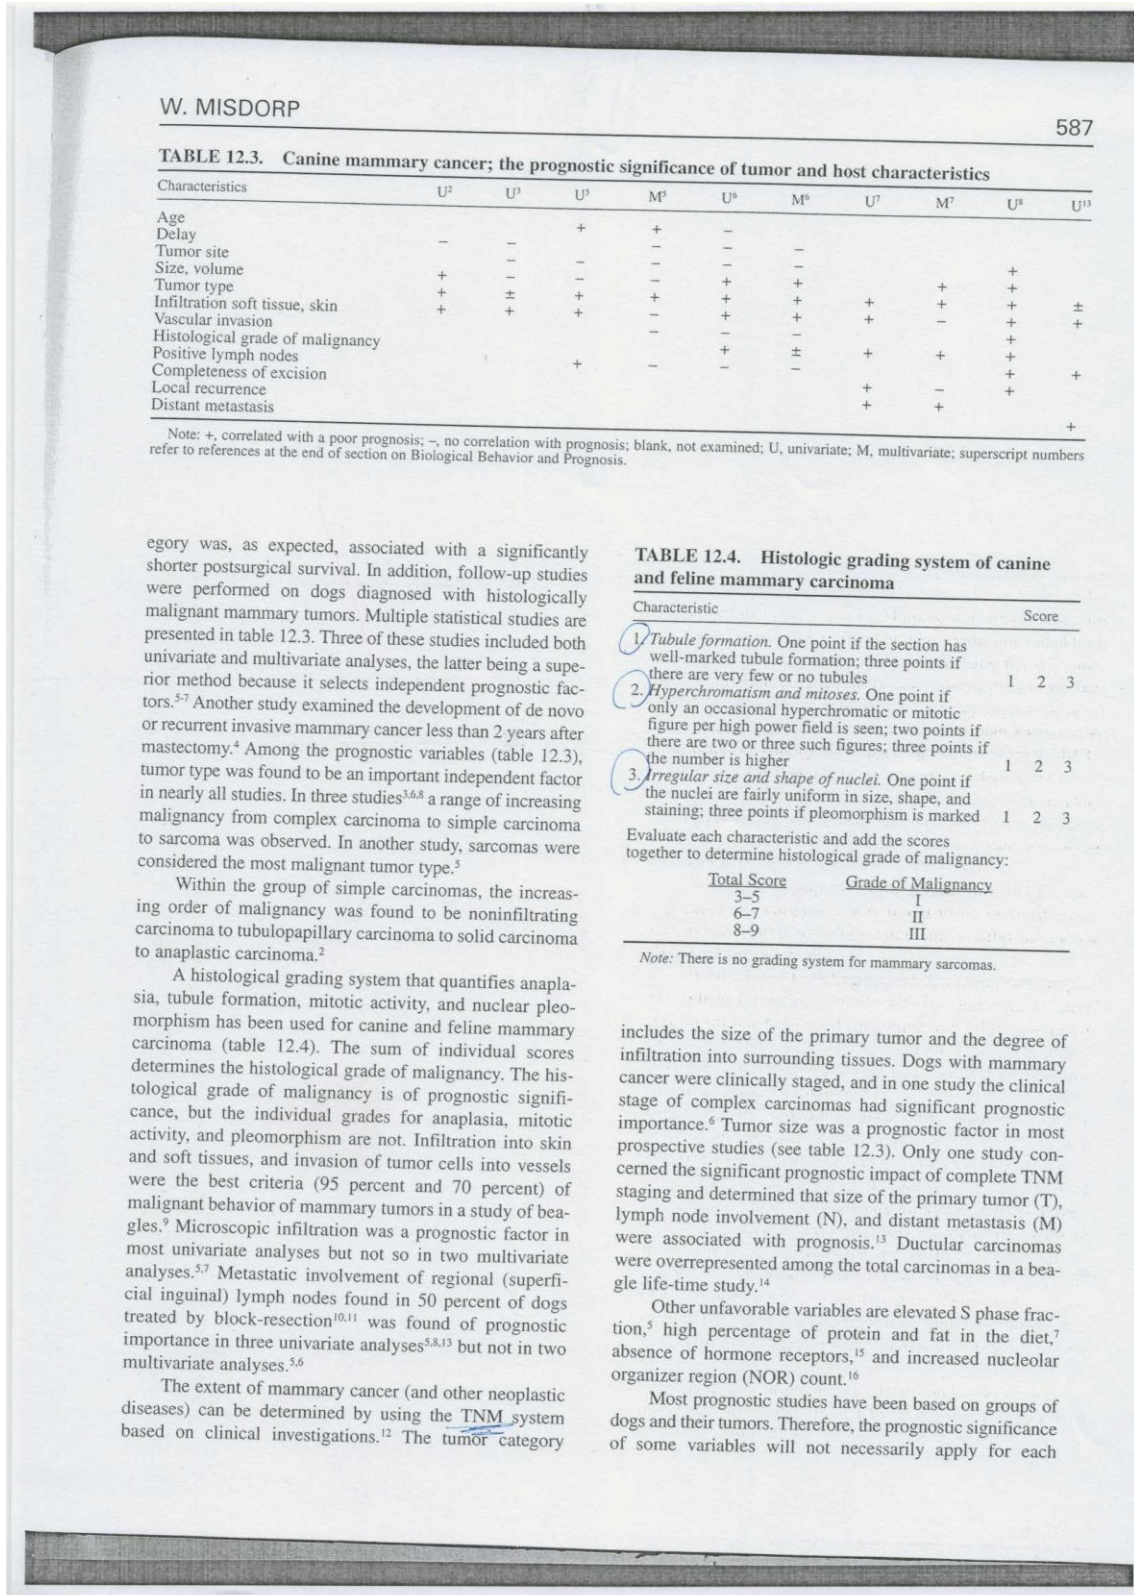 W. MISDORP
587
TABLE 12.3. Canine mammary cancer; the prognostic significance of tumor and host characteristics
Characteristics U² U³ U⁵ M⁵ U⁶ M⁶ U⁷ M⁷ U⁸ U¹³
Age + + –
Delay – – – – –
Tumor site – – – – – +
Size, volume + – – – + + + +
Tumor type + ± + + + + + + + ±
Infiltration soft tissue, skin + + + – + + + – + +
Vascular invasion – – – +
Histological grade of malignancy + ± + + +
Positive lymph nodes + – – – + +
Completeness of excision + – +
Local recurrence + +
Distant metastasis +
Note: +, correlated with a poor prognosis; –, no correlation with prognosis; blank, not examined; U, univariate; M, multivariate; superscript numbers
refer to references at the end of section on Biological Behavior and Prognosis.
egory was, as expected, associated with a significantly
shorter postsurgical survival. In addition, follow-up studies
were performed on dogs diagnosed with histologically
malignant mammary tumors. Multiple statistical studies are
presented in table 12.3. Three of these studies included both
univariate and multivariate analyses, the latter being a supe-
rior method because it selects independent prognostic fac-
tors.⁵⁻⁷ Another study examined the development of de novo
or recurrent invasive mammary cancer less than 2 years after
mastectomy.⁴ Among the prognostic variables (table 12.3),
tumor type was found to be an important independent factor
in nearly all studies. In three studies³,⁶,⁸ a range of increasing
malignancy from complex carcinoma to simple carcinoma
to sarcoma was observed. In another study, sarcomas were
considered the most malignant tumor type.⁵
Within the group of simple carcinomas, the increas-
ing order of malignancy was found to be noninfiltrating
carcinoma to tubulopapillary carcinoma to solid carcinoma
to anaplastic carcinoma.²
A histological grading system that quantifies anapla-
sia, tubule formation, mitotic activity, and nuclear pleo-
morphism has been used for canine and feline mammary
carcinoma (table 12.4). The sum of individual scores
determines the histological grade of malignancy. The his-
tological grade of malignancy is of prognostic signifi-
cance, but the individual grades for anaplasia, mitotic
activity, and pleomorphism are not. Infiltration into skin
and soft tissues, and invasion of tumor cells into vessels
were the best criteria (95 percent and 70 percent) of
malignant behavior of mammary tumors in a study of bea-
gles.⁹ Microscopic infiltration was a prognostic factor in
most univariate analyses but not so in two multivariate
analyses.⁵,⁷ Metastatic involvement of regional (superfi-
cial inguinal) lymph nodes found in 50 percent of dogs
treated by block-resection¹⁰,¹¹ was found of prognostic
importance in three univariate analyses⁵,⁸,¹³ but not in two
multivariate analyses.⁵,⁶
The extent of mammary cancer (and other neoplastic
diseases) can be determined by using the TNM system
based on clinical investigations.¹² The tumor category
TABLE 12.4. Histologic grading system of canine
and feline mammary carcinoma
Characteristic Score
1. Tubule formation. One point if the section has
well-marked tubule formation; three points if
there are very few or no tubules 1 2 3
2. Hyperchromatism and mitoses. One point if
only an occasional hyperchromatic or mitotic
figure per high power field is seen; two points if
there are two or three such figures; three points if
the number is higher 1 2 3
3. Irregular size and shape of nuclei. One point if
the nuclei are fairly uniform in size, shape, and
staining; three points if pleomorphism is marked 1 2 3
Evaluate each characteristic and add the scores
together to determine histological grade of malignancy:
Total Score Grade of Malignancy
3–5 I
6–7 II
8–9 III
Note: There is no grading system for mammary sarcomas.
includes the size of the primary tumor and the degree of
infiltration into surrounding tissues. Dogs with mammary
cancer were clinically staged, and in one study the clinical
stage of complex carcinomas had significant prognostic
importance.⁶ Tumor size was a prognostic factor in most
prospective studies (see table 12.3). Only one study con-
cerned the significant prognostic impact of complete TNM
staging and determined that size of the primary tumor (T),
lymph node involvement (N), and distant metastasis (M)
were associated with prognosis.¹³ Ductular carcinomas
were overrepresented among the total carcinomas in a bea-
gle life-time study.¹⁴
Other unfavorable variables are elevated S phase frac-
tion,⁵ high percentage of protein and fat in the diet,⁷
absence of hormone receptors,¹⁵ and increased nucleolar
organizer region (NOR) count.¹⁶
Most prognostic studies have been based on groups of
dogs and their tumors. Therefore, the prognostic significance
of some variables will not necessarily apply for each